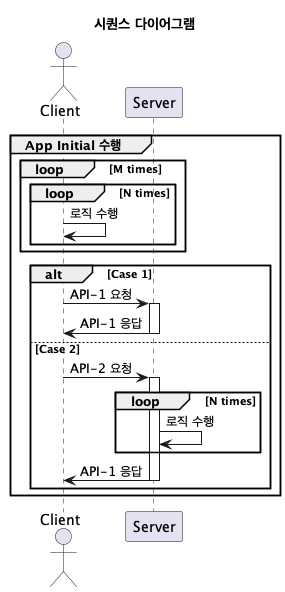 시퀀스 다이어그램
Client
Server
App Initial 수행
loop [M times]
loop [N times]
로직 수행
alt [Case 1]
API-1 요청
API-1 응답
[Case 2]
API-2 요청
loop [N times]
로직 수행
API-1 응답
Client
Server